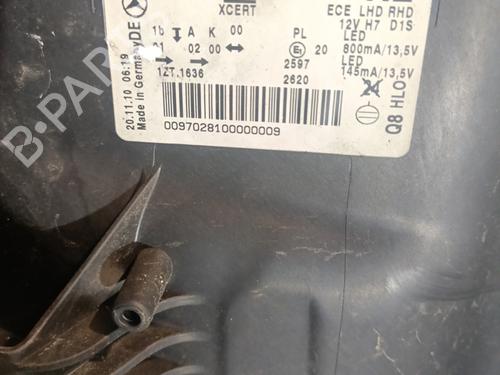 XCERT
ECE LHD RHD
12V H7 D1S
1b A K 00
PL LED
01 02 00
E1 20 800mA/13,5V
2597 LED
1ZT.1636
2620 145mA/13,5V
0097028100000009
DE
20.11.10 06:19
Made in Germany
Q8 HLO
B-Parts